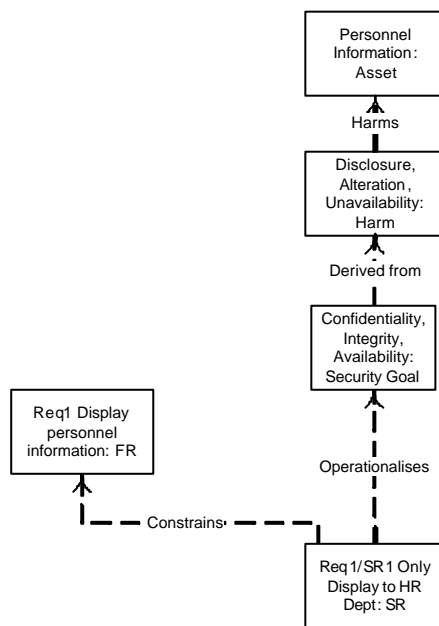 Personnel
Information:
Asset
Harms
Disclosure,
Alteration,
Unavailability:
Harm
Derived from
Confidentiality,
Integrity,
Availability:
Security Goal
Req1 Display
personnel
information: FR
Operationalises
Constrains
Req1/SR1 Only
Display to HR
Dept: SR